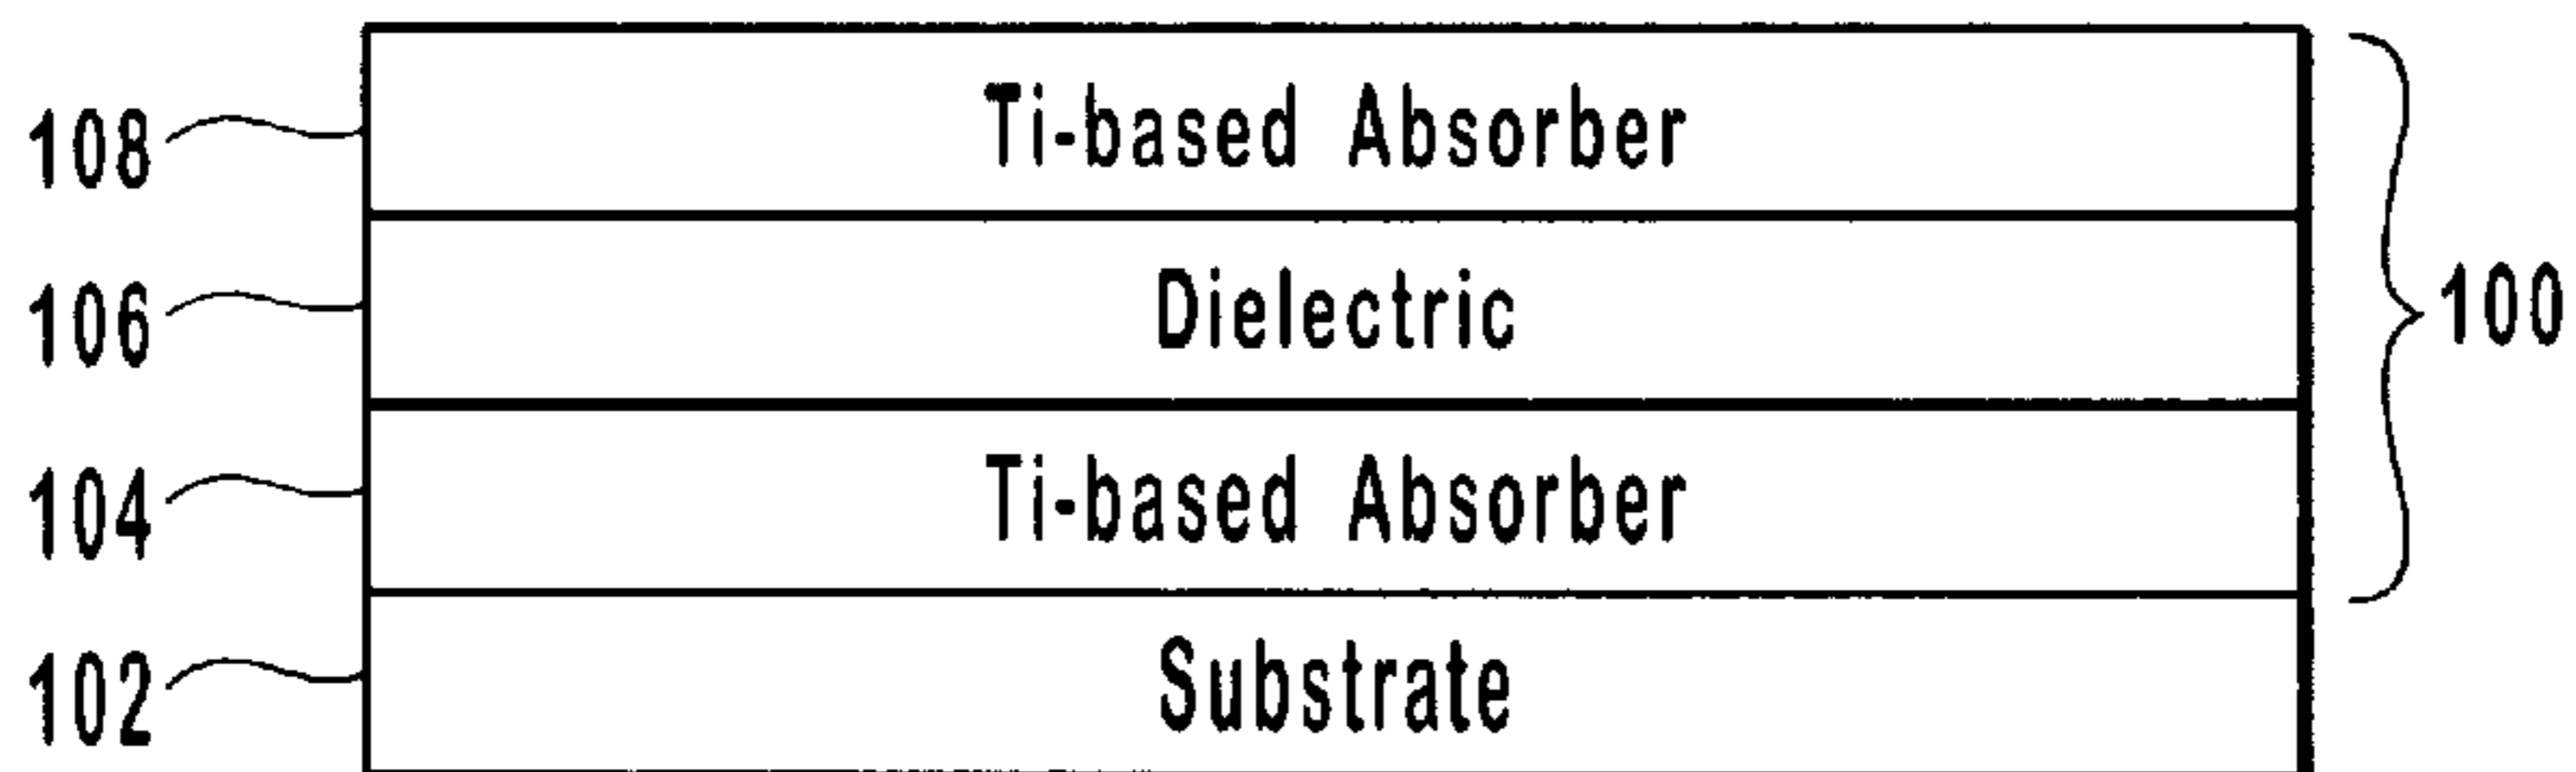 108 Ti-based Absorber
106 Dielectric 100
104 Ti-based Absorber
102 Substrate